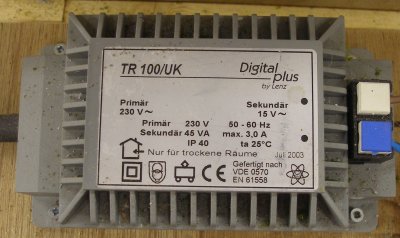 TR 100/UK
Digital plus
by Lenz
Primär Sekundär
230 V~ 15 V~
Primär 230 V 50 - 60 Hz
Sekundär 45 VA max. 3,0 A
IP 40 ta 25°C
Nur für trockene Räume Juli 2003
Gefertigt nach
VDE 0570
EN 61558
CE